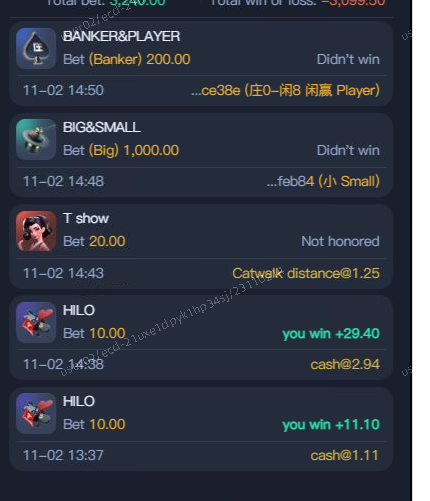 Total bet: 3,240.00 Total win or loss: -3,099.50
BANKER&PLAYER
Bet (Banker) 200.00 Didn't win
11-02 14:50 ...ce38e (庄0-闲8 闲赢 Player)
BIG&SMALL
Bet (Big) 1,000.00 Didn't win
11-02 14:48 ...feb84 (小 Small)
T show
Bet 20.00 Not honored
11-02 14:43 Catwalk distance@1.25
HILO
Bet 10.00 you win +29.40
11-02 14:38 cash@2.94
HILO
Bet 10.00 you win +11.10
11-02 13:37 cash@1.11